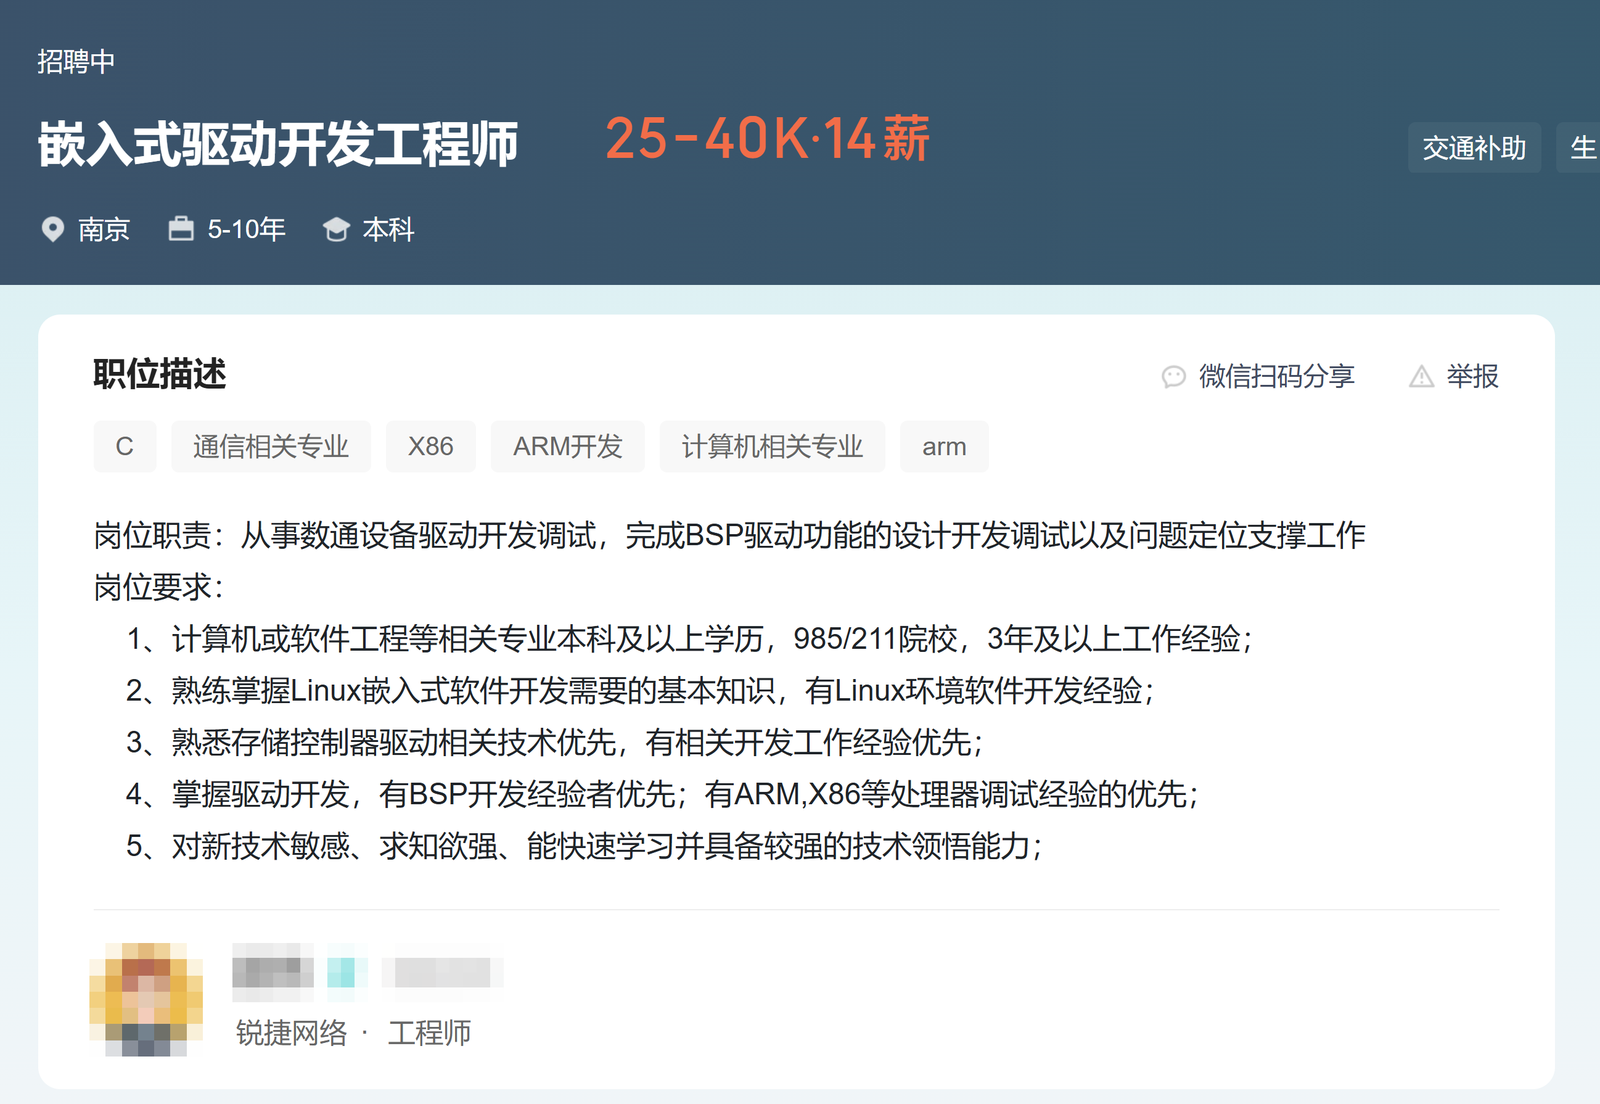 招聘中
嵌入式驱动开发工程师 25-40K·14薪
交通补助 生
南京 5-10年 本科
职位描述
微信扫码分享 举报
C 通信相关专业 X86 ARM开发 计算机相关专业 arm
岗位职责：从事数通设备驱动开发调试，完成BSP驱动功能的设计开发调试以及问题定位支撑工作
岗位要求：
1、计算机或软件工程等相关专业本科及以上学历，985/211院校，3年及以上工作经验；
2、熟练掌握Linux嵌入式软件开发需要的基本知识，有Linux环境软件开发经验；
3、熟悉存储控制器驱动相关技术优先，有相关开发工作经验优先；
4、掌握驱动开发，有BSP开发经验者优先；有ARM,X86等处理器调试经验的优先；
5、对新技术敏感、求知欲强、能快速学习并具备较强的技术领悟能力；
锐捷网络 · 工程师